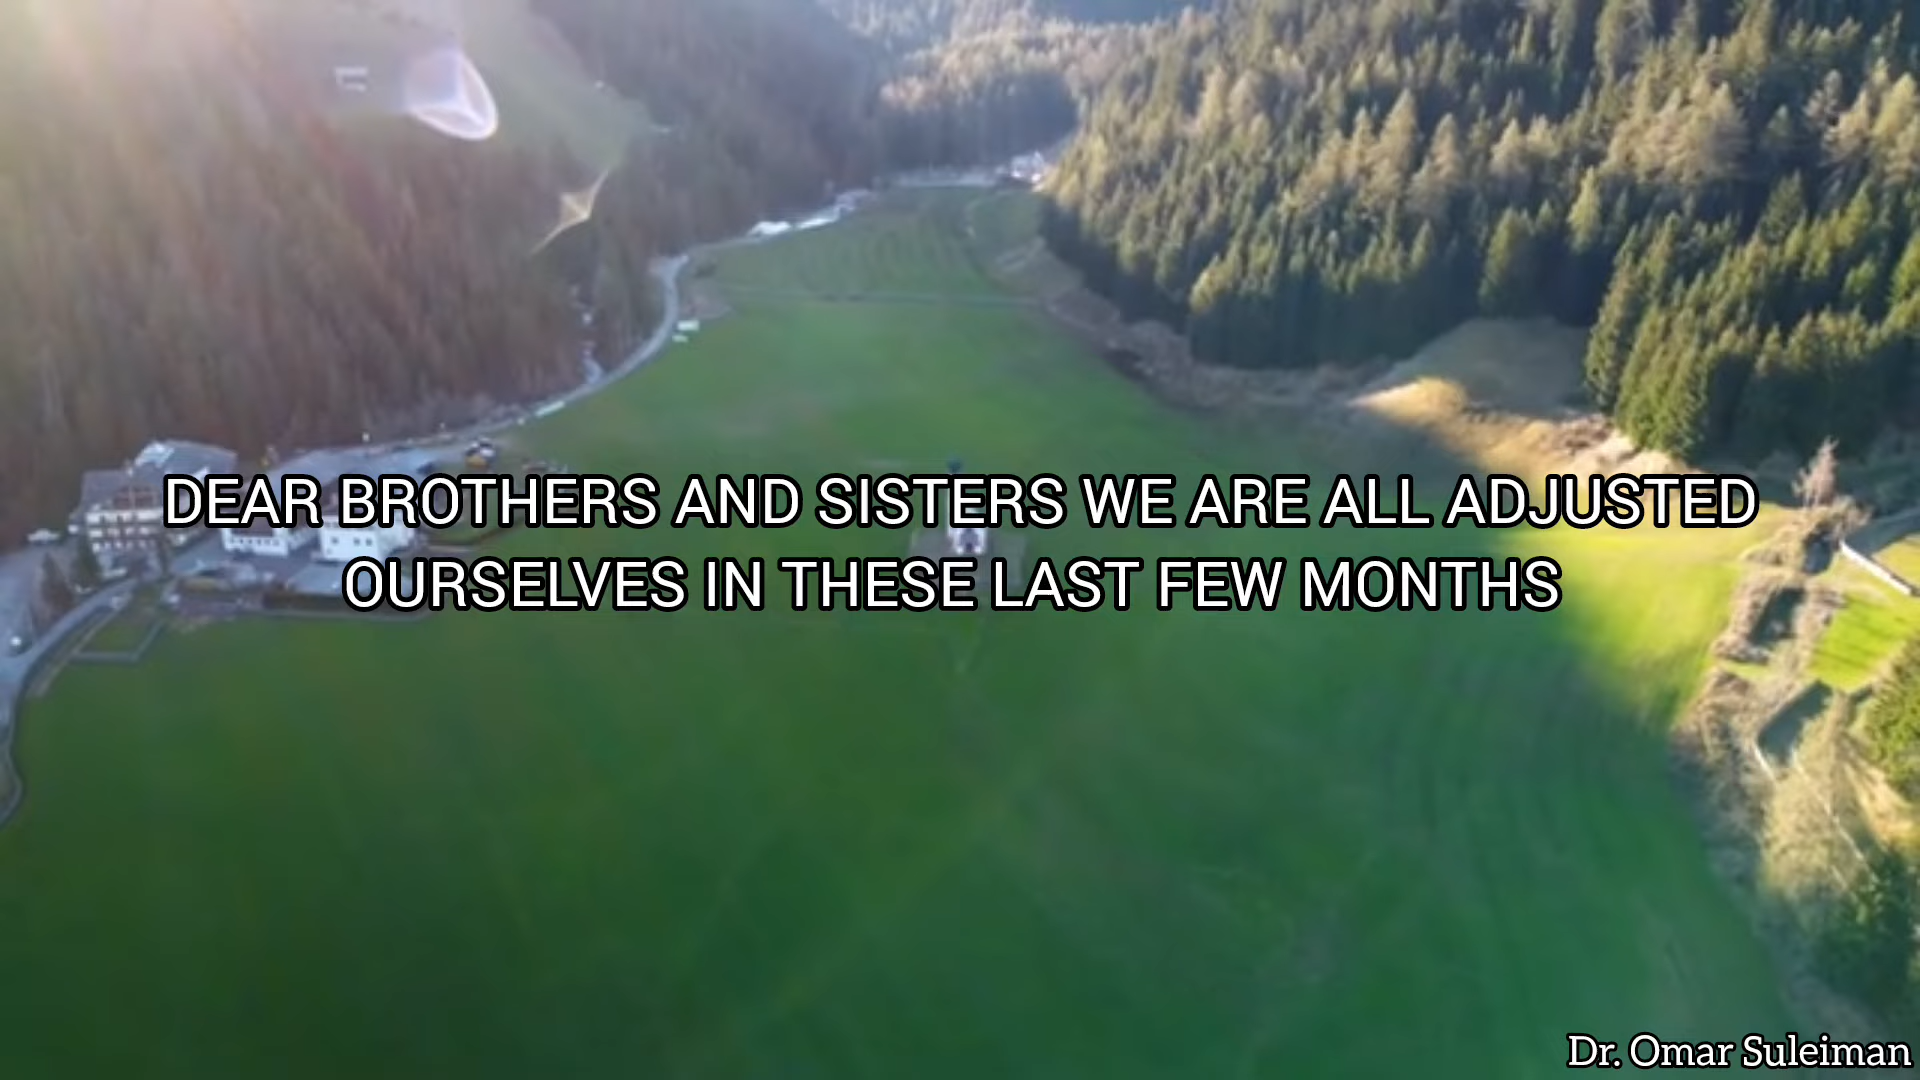 DEAR BROTHERS AND SISTERS WE ARE ALL ADJUSTED
OURSELVES IN THESE LAST FEW MONTHS
Dr. Omar Suleiman